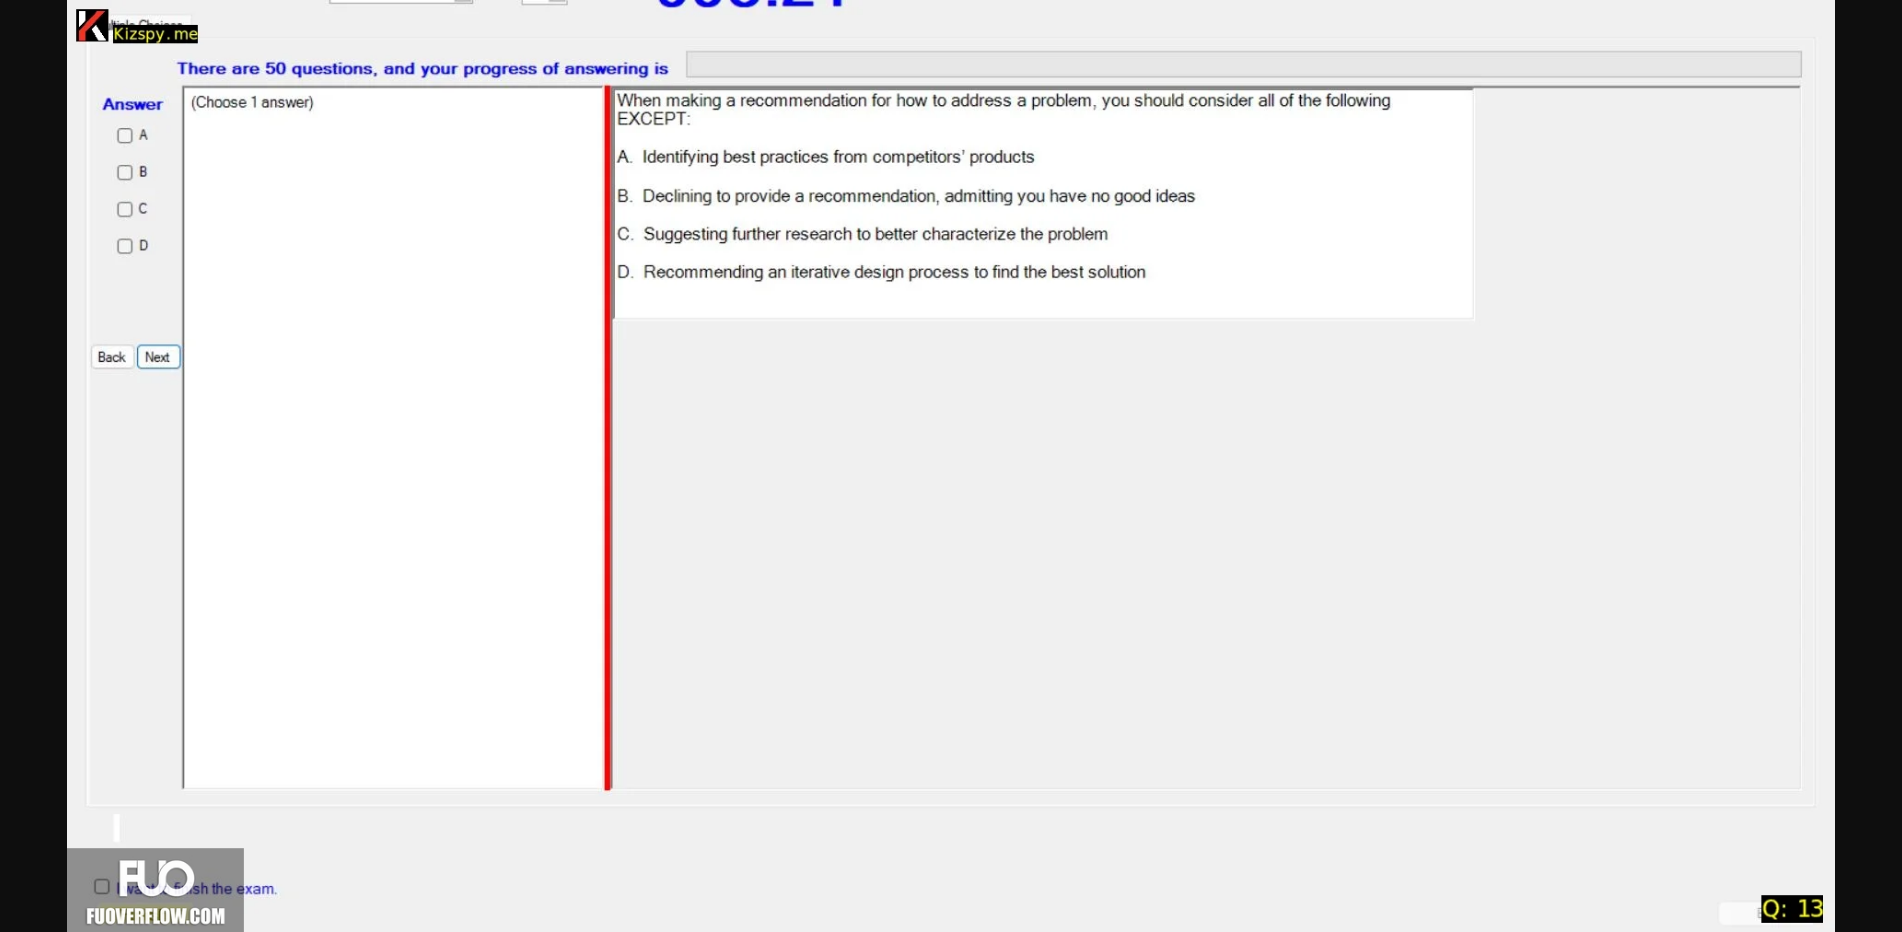 Kizspy.me
There are 50 questions, and your progress of answering is
Answer
(Choose 1 answer)
A
B
C
D
Back
Next
When making a recommendation for how to address a problem, you should consider all of the following
EXCEPT:
A. Identifying best practices from competitors' products
B. Declining to provide a recommendation, admitting you have no good ideas
C. Suggesting further research to better characterize the problem
D. Recommending an iterative design process to find the best solution
FUO
the exam.
FUOVERFLOW.COM
Q: 13